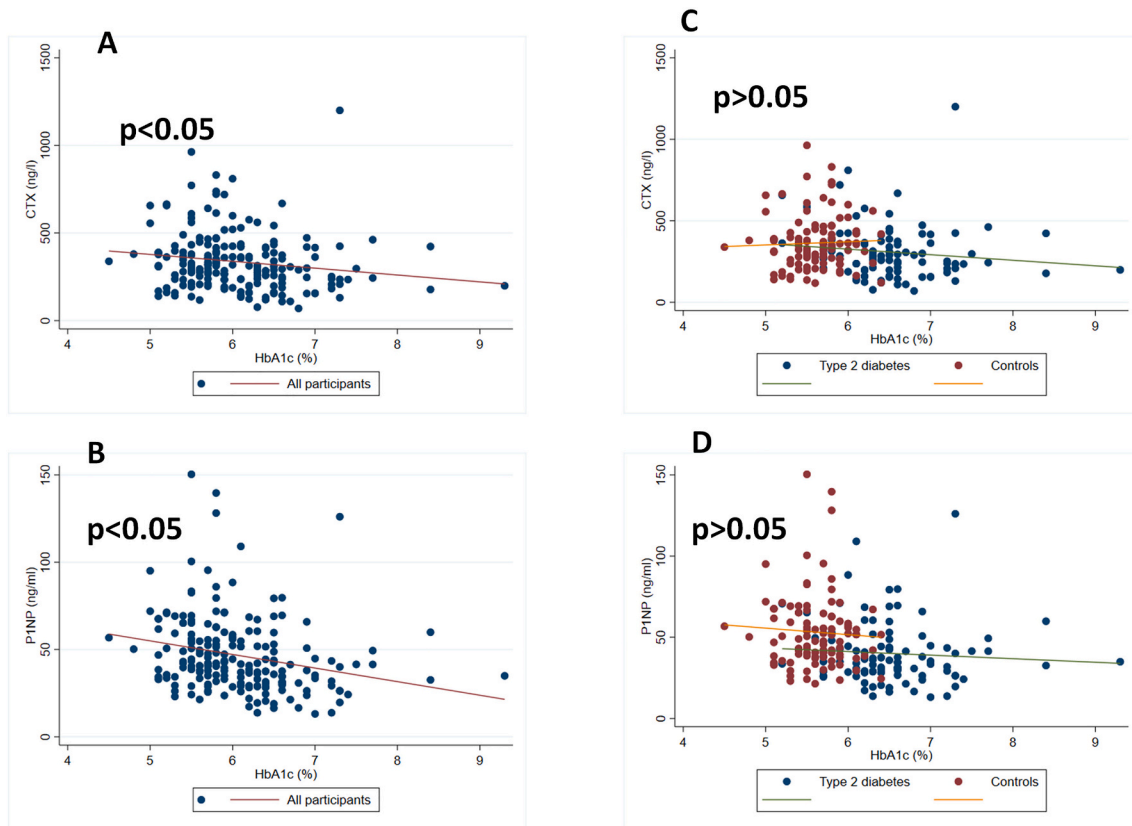 A
p<0.05
CTX (ng/l)
1500
1000
500
0
4 5 6 7 8 9
HbA1c (%)
All participants
C
p>0.05
CTX (ng/l)
1500
1000
500
0
4 5 6 7 8 9
HbA1c (%)
Type 2 diabetes Controls
B
p<0.05
P1NP (ng/ml)
150
100
50
0
4 5 6 7 8 9
HbA1c (%)
All participants
D
p>0.05
P1NP (ng/ml)
150
100
50
0
4 5 6 7 8 9
HbA1c (%)
Type 2 diabetes Controls